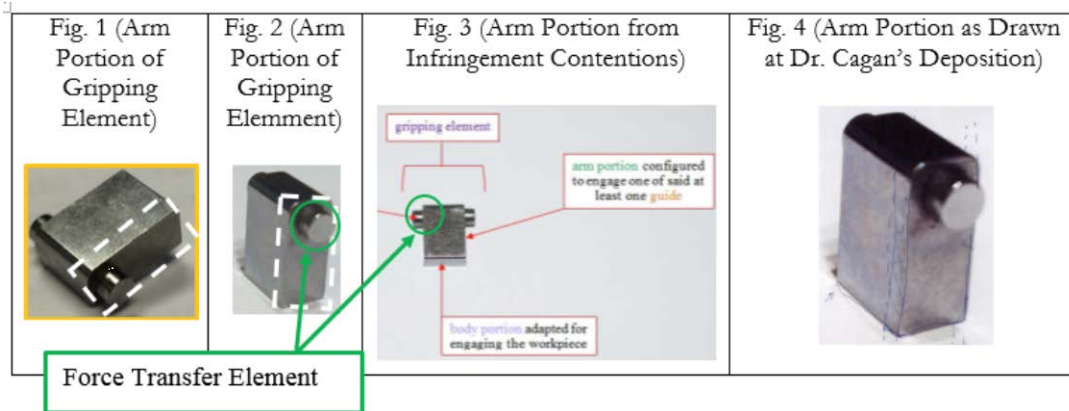 Fig. 1 (Arm
Portion of
Gripping
Element)
Fig. 2 (Arm
Portion of
Gripping
Elemment)
Fig. 3 (Arm Portion from
Infringement Contentions)
Fig. 4 (Arm Portion as Drawn
at Dr. Cagan's Deposition)
gripping element
arm portion configured
to engage one of said at
least one guide
body portion adapted for
engaging the workpiece
Force Transfer Element